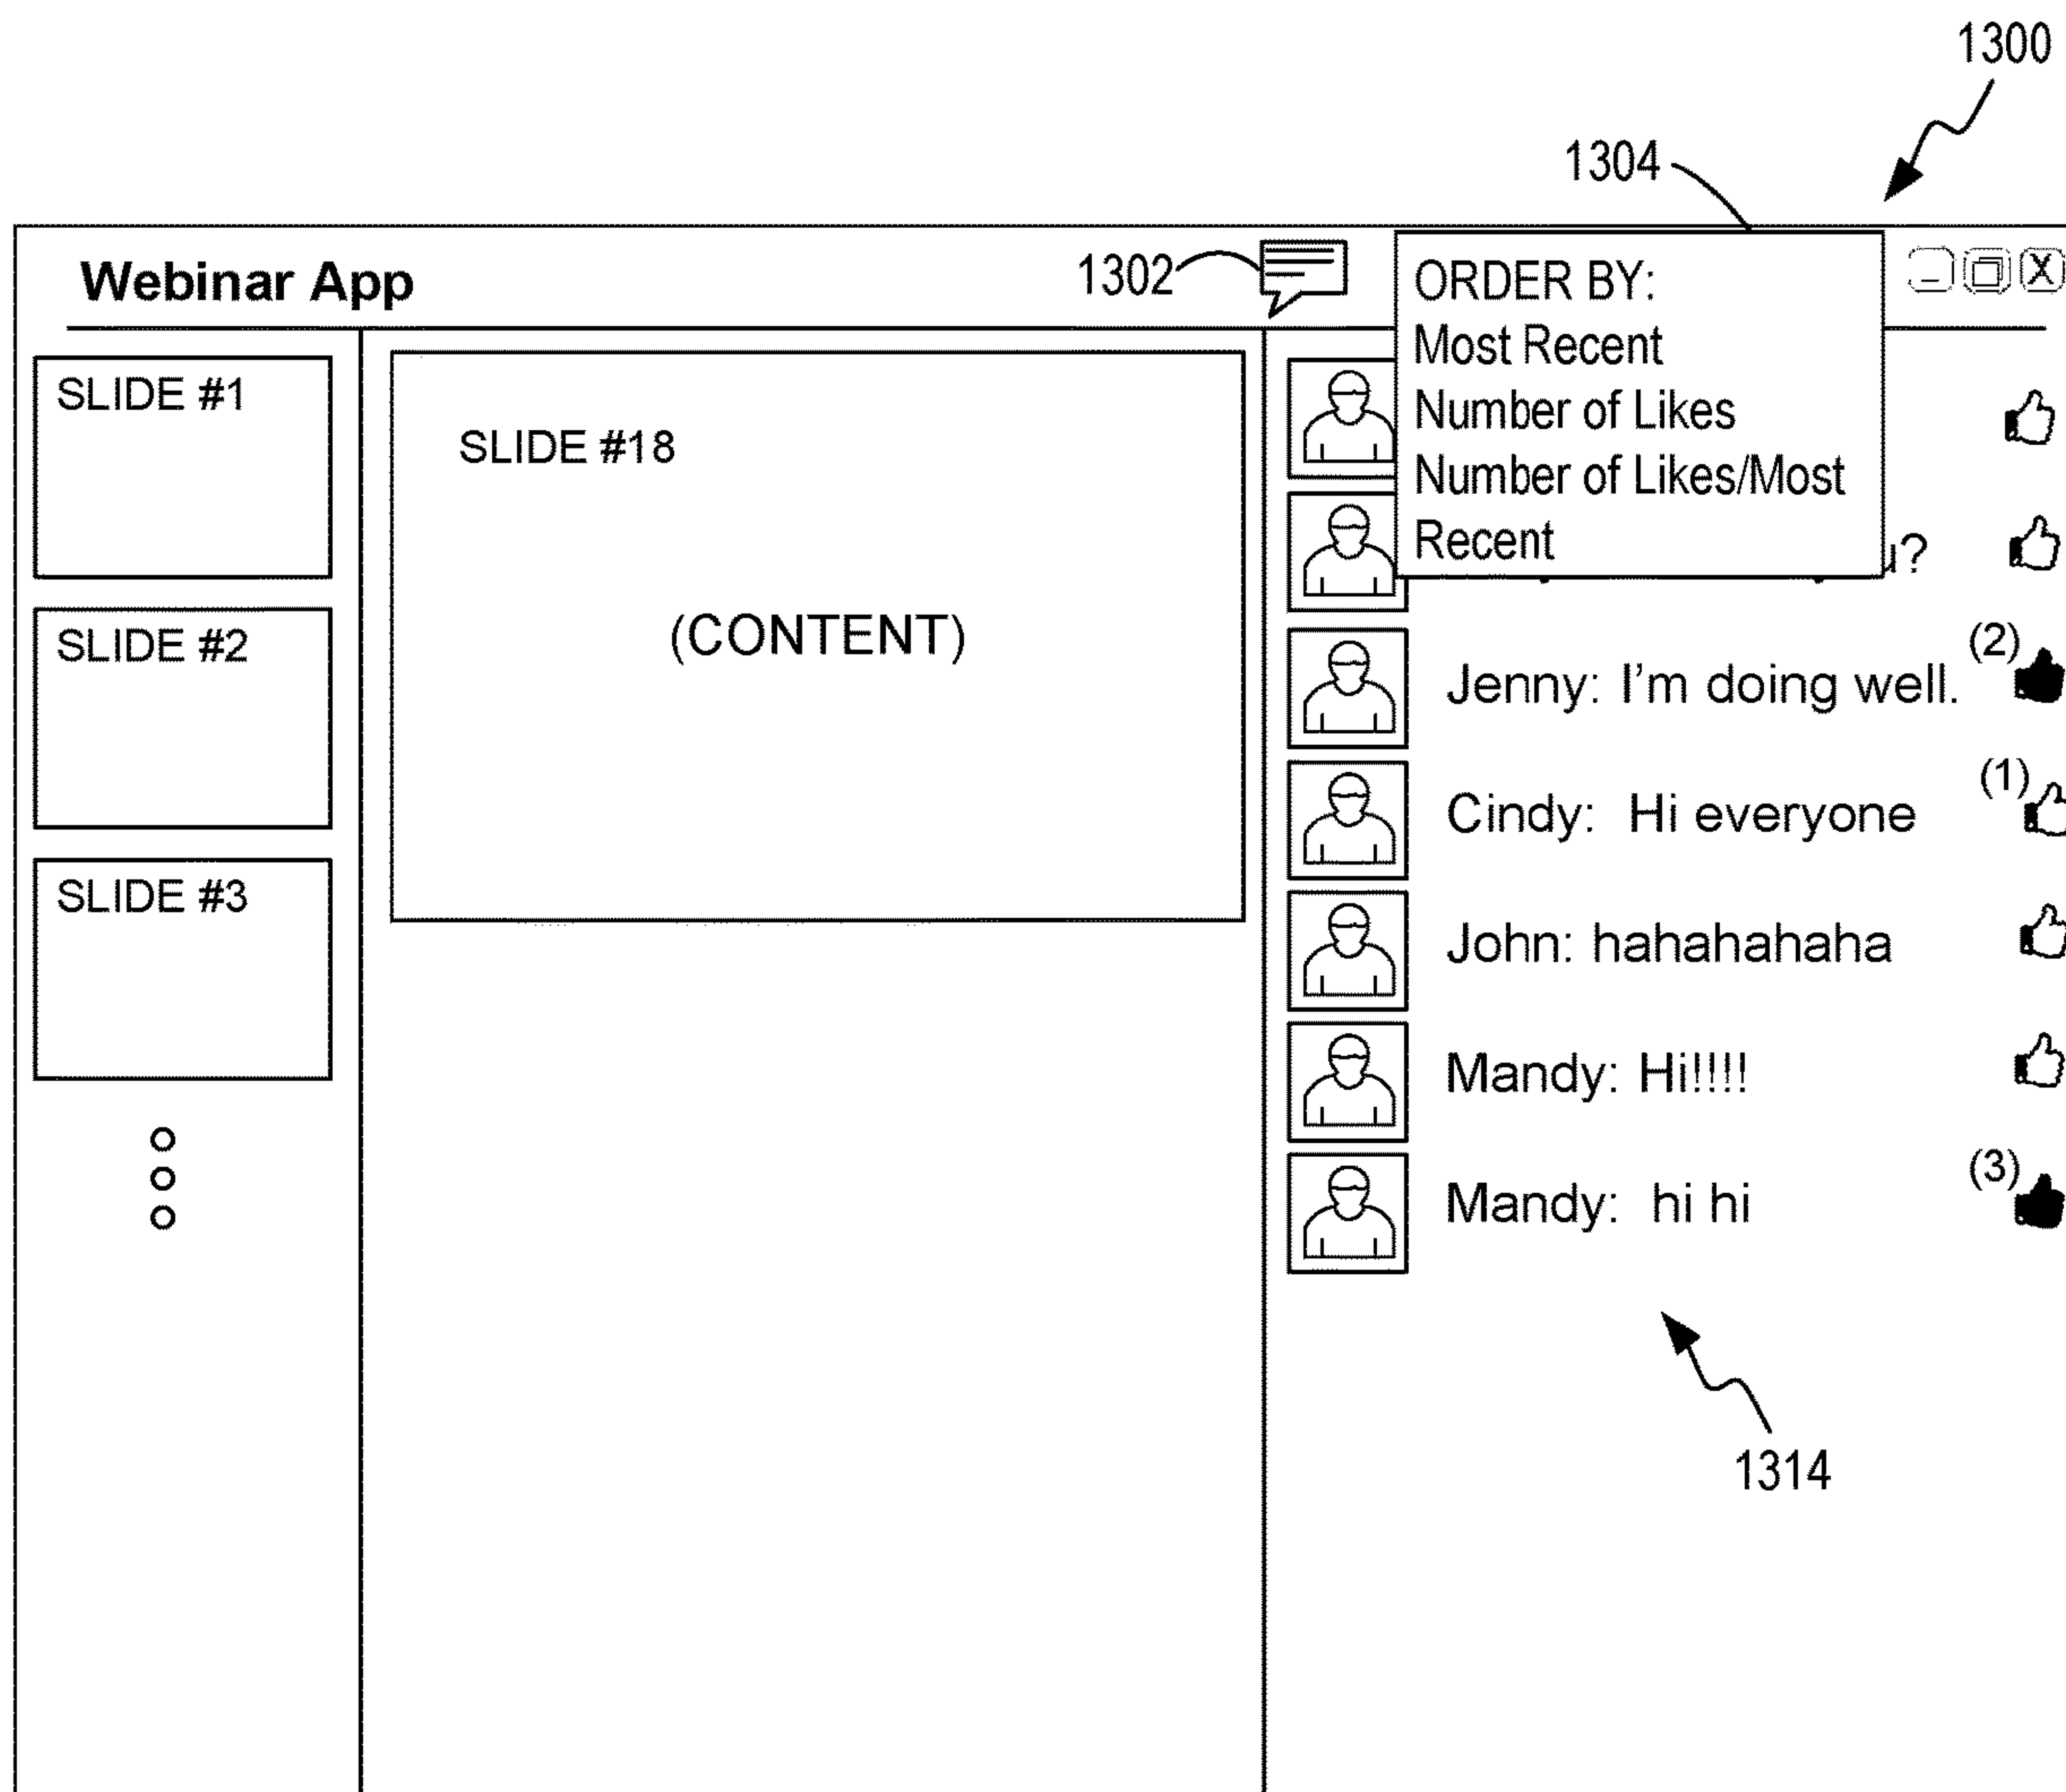 1300
1304
Webinar App
1302
ORDER BY:
Most Recent
Number of Likes
Number of Likes/Most
Recent
X
SLIDE #1
SLIDE #2
SLIDE #3
SLIDE #18
(CONTENT)
?
Jenny: I'm doing well. (2)
Cindy: Hi everyone (1)
John: hahahahaha
Mandy: Hi!!!!
Mandy: hi hi (3)
1314